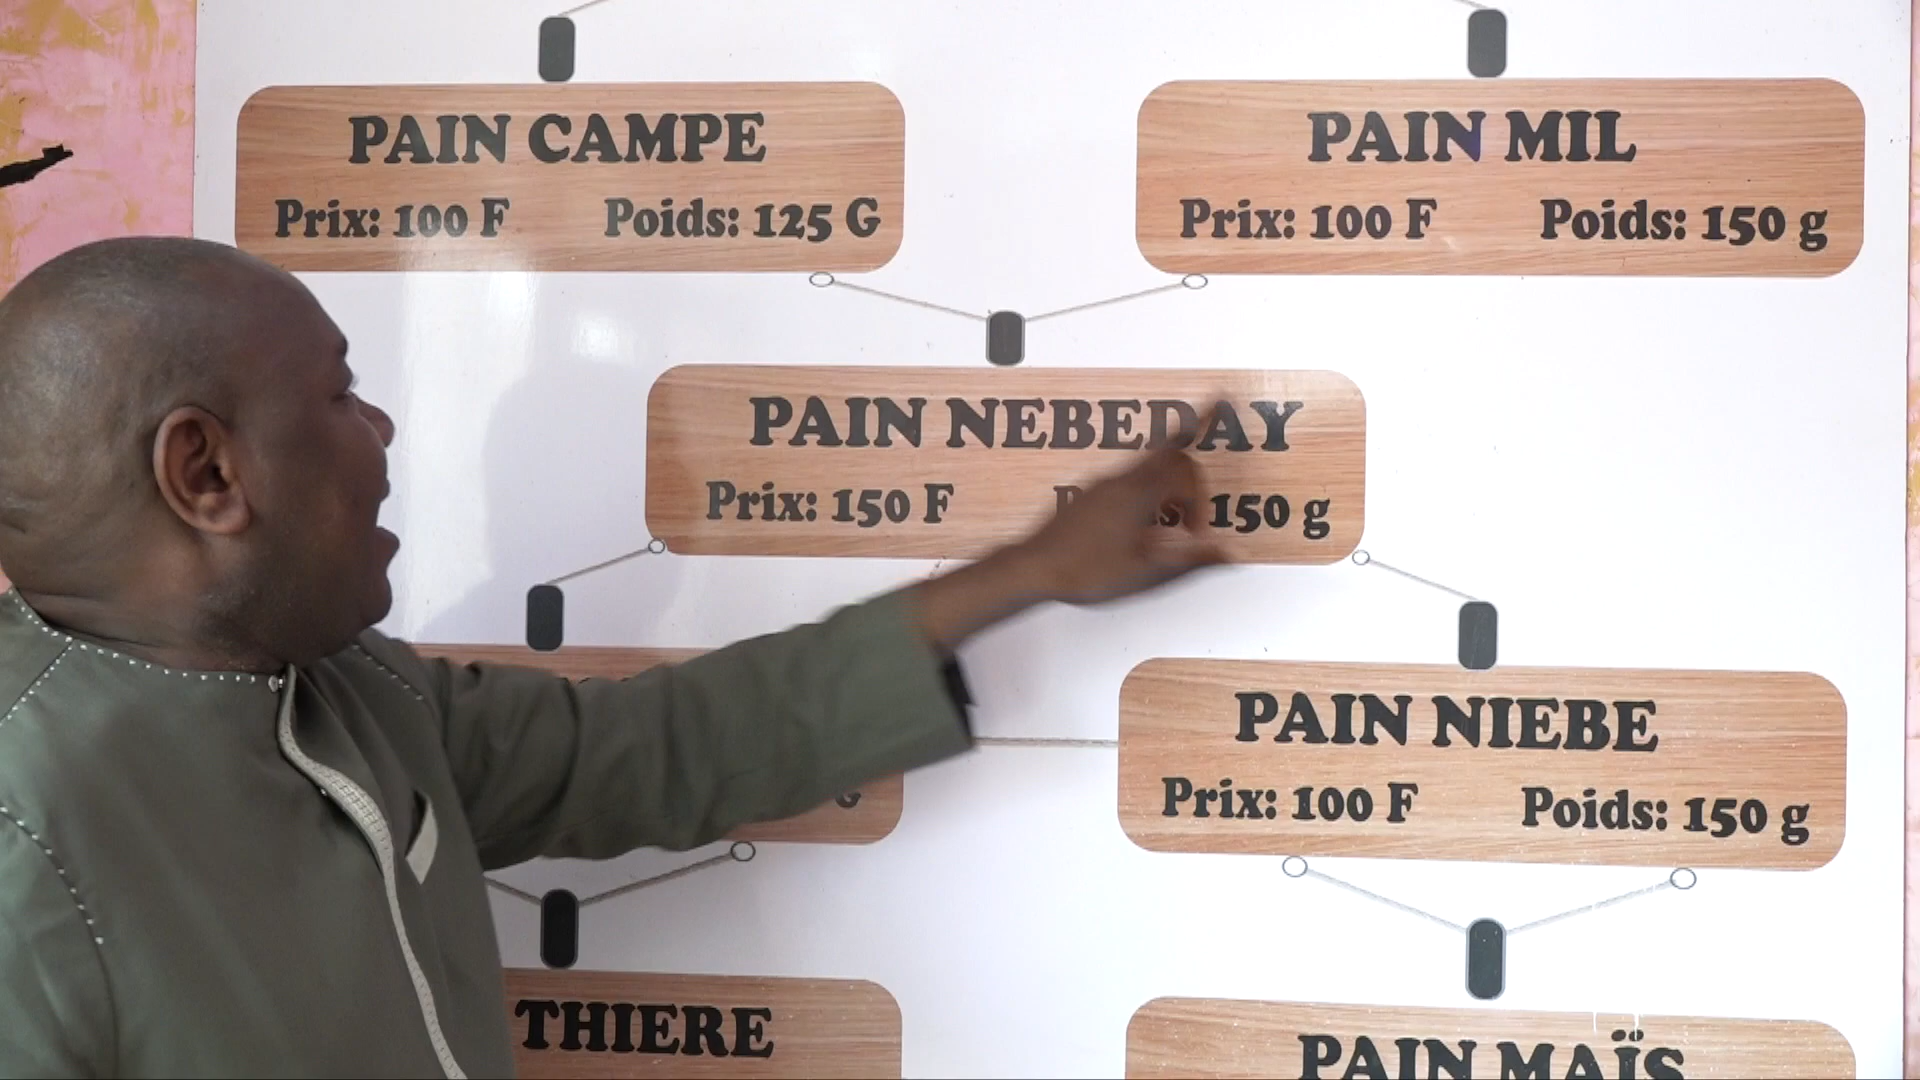 PAIN CAMPE
Prix: 100 F Poids: 125 G
PAIN MIL
Prix: 100 F Poids: 150 g
PAIN NEBEDAY
Prix: 150 F 150 g
G
PAIN NIEBE
Prix: 100 F Poids: 150 g
THIERE
PAIN MAÏS